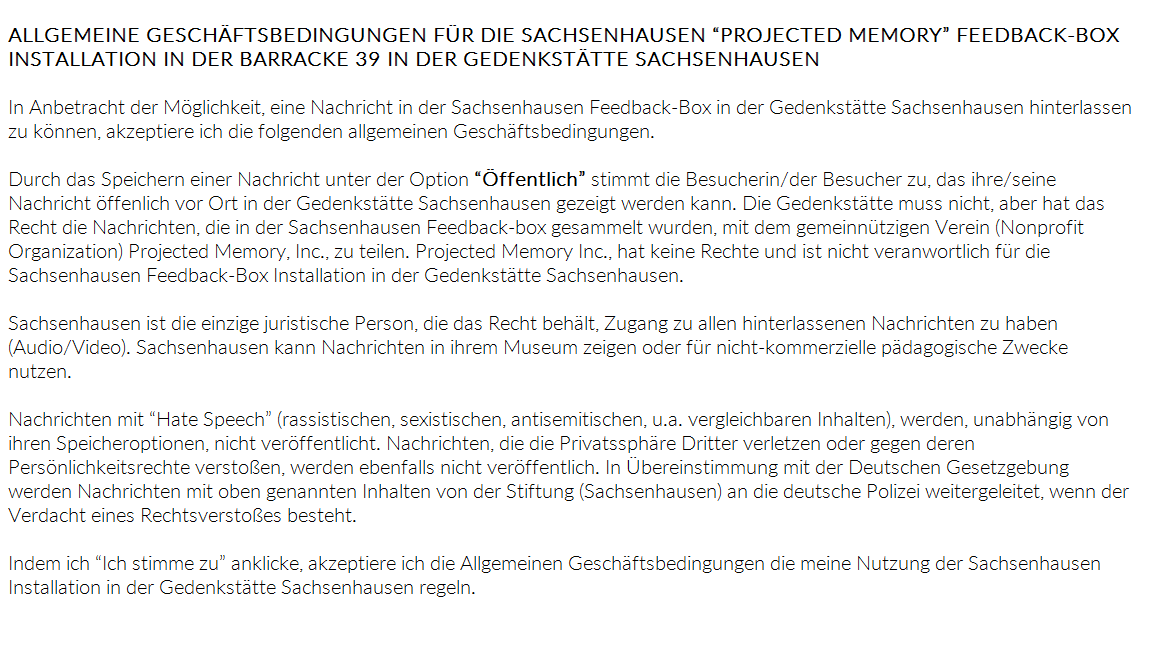 ALLGEMEINE GESCHÄFTSBEDINGUNGEN FÜR DIE SACHSENHAUSEN “PROJECTED MEMORY” FEEDBACK-BOX
INSTALLATION IN DER BARRACKE 39 IN DER GEDENKSTÄTTE SACHSENHAUSEN
In Anbetracht der Möglichkeit, eine Nachricht in der Sachsenhausen Feedback-Box in der Gedenkstätte Sachsenhausen hinterlassen
zu können, akzeptiere ich die folgenden allgemeinen Geschäftsbedingungen.
Durch das Speichern einer Nachricht unter der Option “Öffentlich” stimmt die Besucherin/der Besucher zu, das ihre/seine
Nachricht öffenlich vor Ort in der Gedenkstätte Sachsenhausen gezeigt werden kann. Die Gedenkstätte muss nicht, aber hat das
Recht die Nachrichten, die in der Sachsenhausen Feedback-box gesammelt wurden, mit dem gemeinnützigen Verein (Nonprofit
Organization) Projected Memory, Inc., zu teilen. Projected Memory Inc., hat keine Rechte und ist nicht veranwortlich für die
Sachsenhausen Feedback-Box Installation in der Gedenkstätte Sachsenhausen.
Sachsenhausen ist die einzige juristische Person, die das Recht behält, Zugang zu allen hinterlassenen Nachrichten zu haben
(Audio/Video). Sachsenhausen kann Nachrichten in ihrem Museum zeigen oder für nicht-kommerzielle pädagogische Zwecke
nutzen.
Nachrichten mit “Hate Speech” (rassistischen, sexistischen, antisemitischen, u.a. vergleichbaren Inhalten), werden, unabhängig von
ihren Speicheroptionen, nicht veröffentlicht. Nachrichten, die die Privatssphäre Dritter verletzen oder gegen deren
Persönlichkeitsrechte verstoßen, werden ebenfalls nicht veröffentlich. In Übereinstimmung mit der Deutschen Gesetzgebung
werden Nachrichten mit oben genannten Inhalten von der Stiftung (Sachsenhausen) an die deutsche Polizei weitergeleitet, wenn der
Verdacht eines Rechtsverstoßes besteht.
Indem ich “Ich stimme zu” anklicke, akzeptiere ich die Allgemeinen Geschäftsbedingungen die meine Nutzung der Sachsenhausen
Installation in der Gedenkstätte Sachsenhausen regeln.